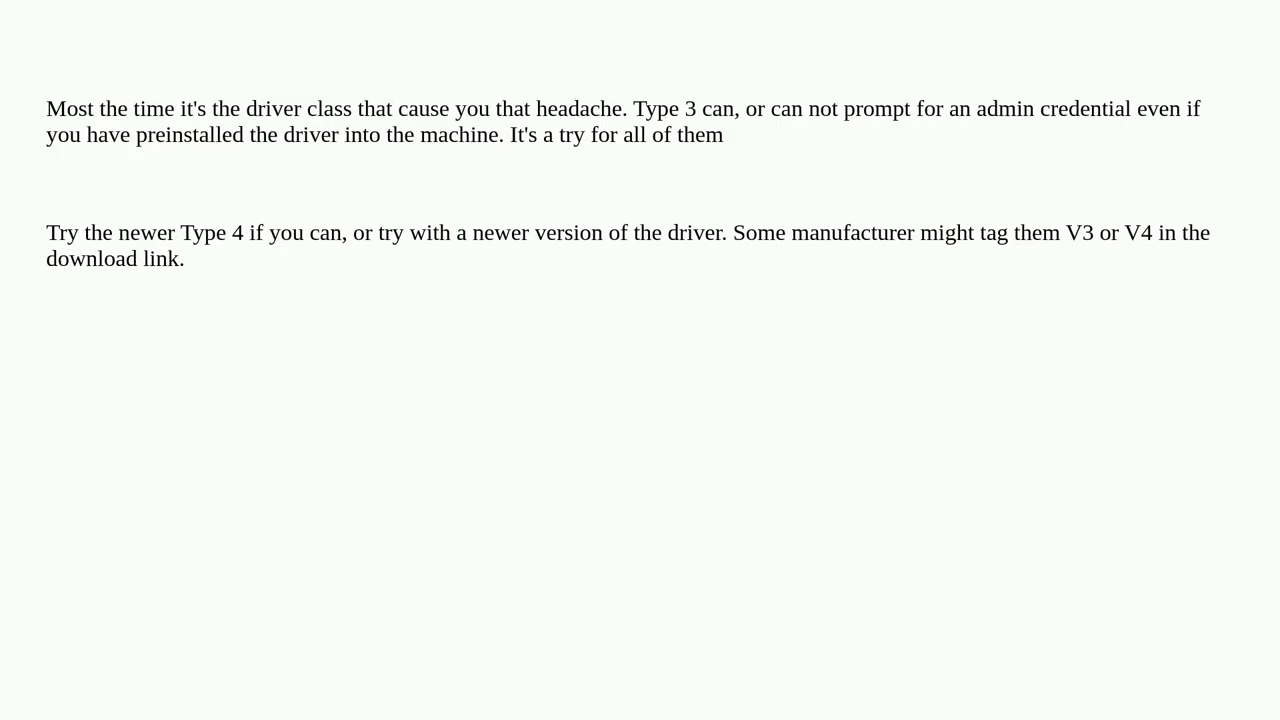 Most the time it's the driver class that cause you that headache. Type 3 can, or can not prompt for an admin credential even if
you have preinstalled the driver into the machine. It's a try for all of them
Try the newer Type 4 if you can, or try with a newer version of the driver. Some manufacturer might tag them V3 or V4 in the
download link.